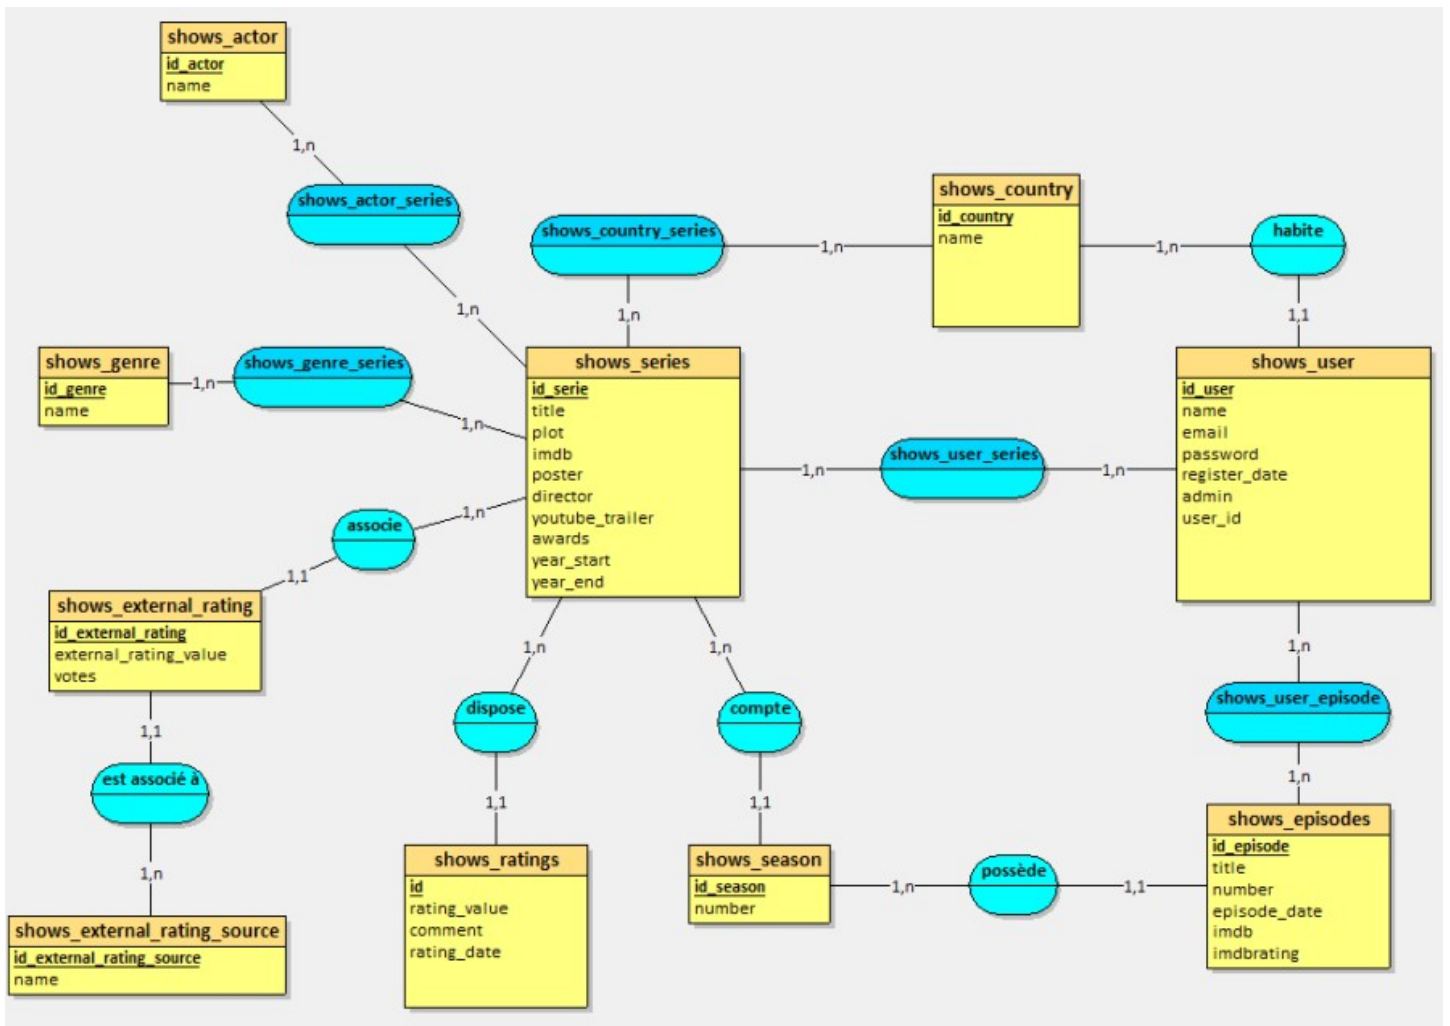 shows_actor
id_actor
name
1,n
shows_actor_series
1,n
shows_country_series
1,n
1,n
shows_country
id_country
name
1,n
habite
1,1
shows_genre
id_genre
name
1,n
shows_genre_series
1,n
shows_series
id_serie
title
plot
imdb
poster
director
youtube_trailer
awards
year_start
year_end
1,n
shows_user_series
1,n
shows_user
id_user
name
email
password
register_date
admin
user_id
1,n
associe
1,1
shows_external_rating
id_external_rating
external_rating_value
votes
1,1
est associé à
1,n
shows_external_rating_source
id_external_rating_source
name
1,n
dispose
1,1
shows_ratings
id
rating_value
comment
rating_date
1,n
compte
1,1
shows_season
id_season
number
1,n
possède
1,1
1,n
shows_user_episode
1,n
shows_episodes
id_episode
title
number
episode_date
imdb
imdbrating